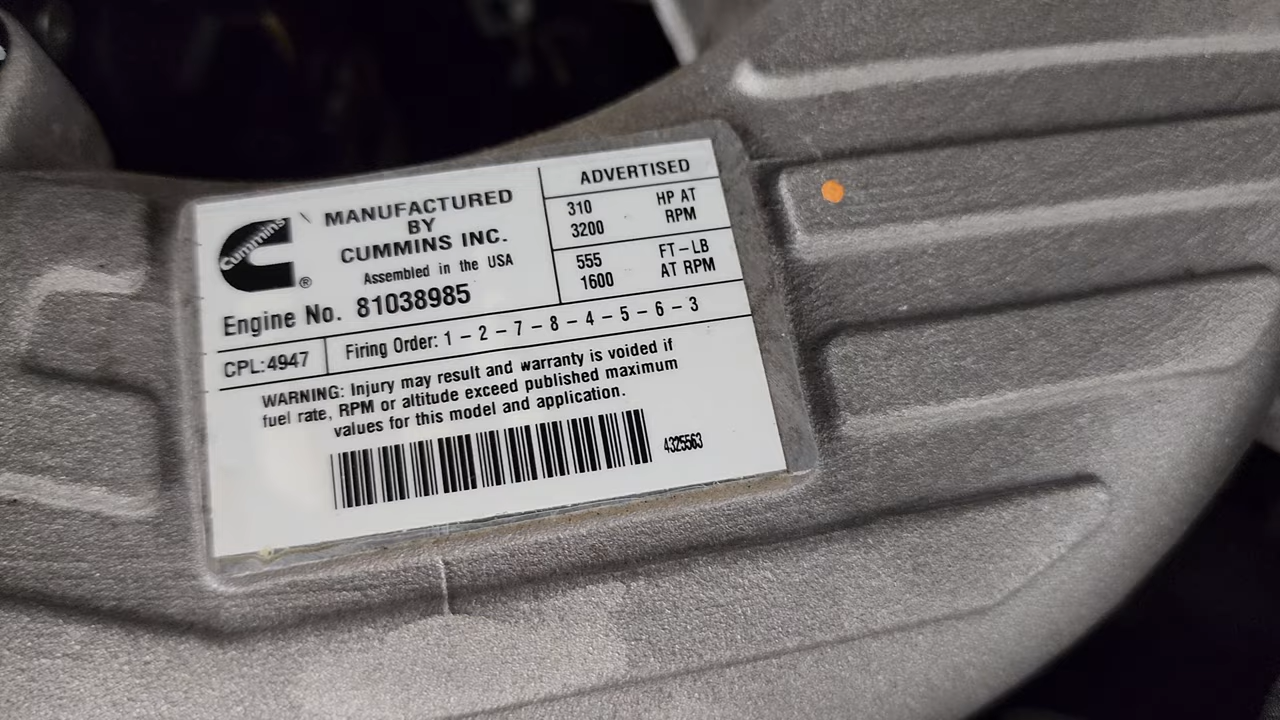 Cummins
®
MANUFACTURED
BY
CUMMINS INC.
Assembled in the USA
Engine No. 81038985
ADVERTISED
310 HP AT
3200 RPM
555 FT-LB
1600 AT RPM
CPL:4947
Firing Order: 1 - 2 - 7 - 8 - 4 - 5 - 6 - 3
WARNING: Injury may result and warranty is voided if
fuel rate, RPM or altitude exceed published maximum
values for this model and application.
4325563